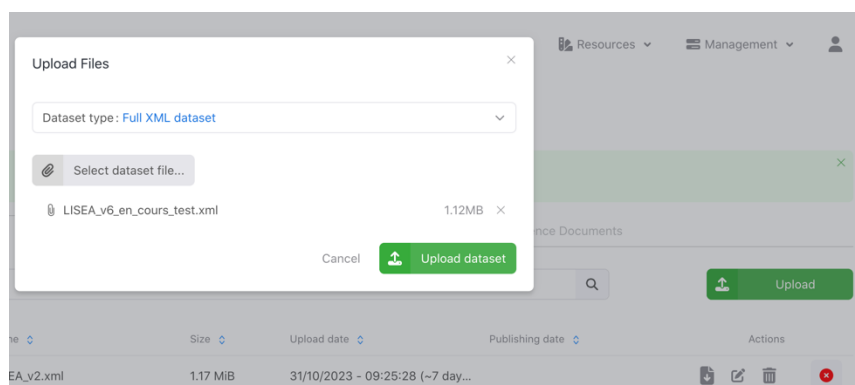 Resources
Management
Upload Files
Dataset type: Full XML dataset
Select dataset file...
LISEA_v6_en_cours_test.xml 1.12MB
Documents
Cancel Upload dataset
Upload
Size Upload date Publishing date Actions
EA_v2.xml 1.17 MiB 31/10/2023 - 09:25:28 (~7 day...